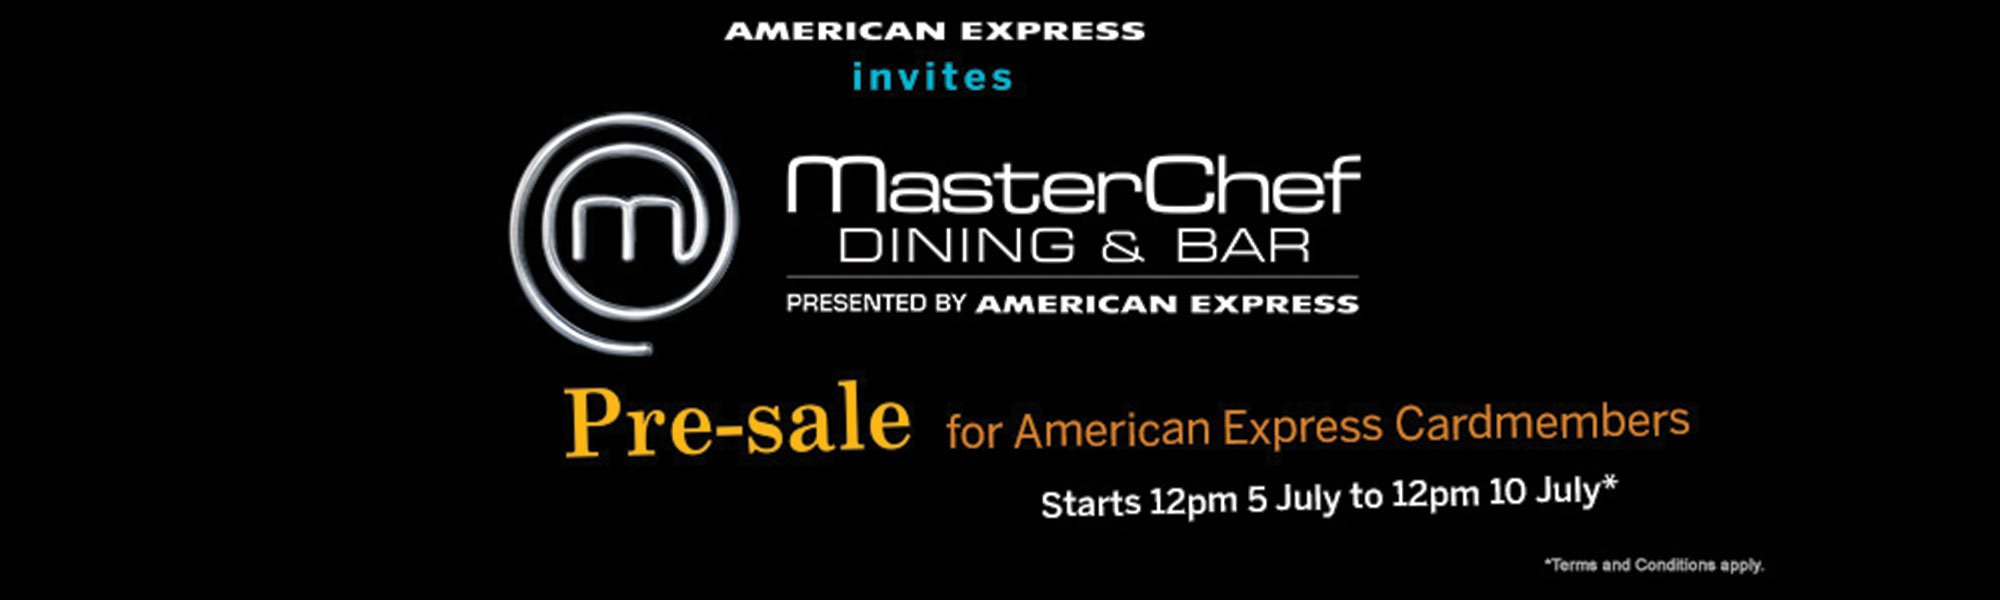 AMERICAN EXPRESS
invites
m
MasterChef
DINING & BAR
PRESENTED BY AMERICAN EXPRESS
Pre-sale for American Express Cardmembers
Starts 12pm 5 July to 12pm 10 July*
*Terms and Conditions apply.